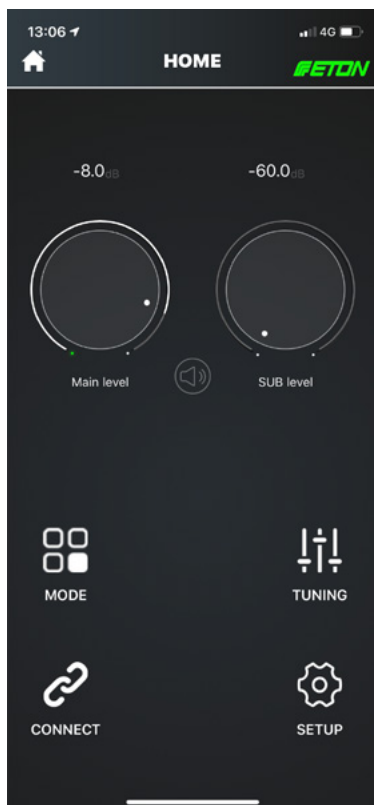 13:06 4G
HOME ETON
-8.0dB -60.0dB
Main level SUB level
MODE TUNING
CONNECT SETUP